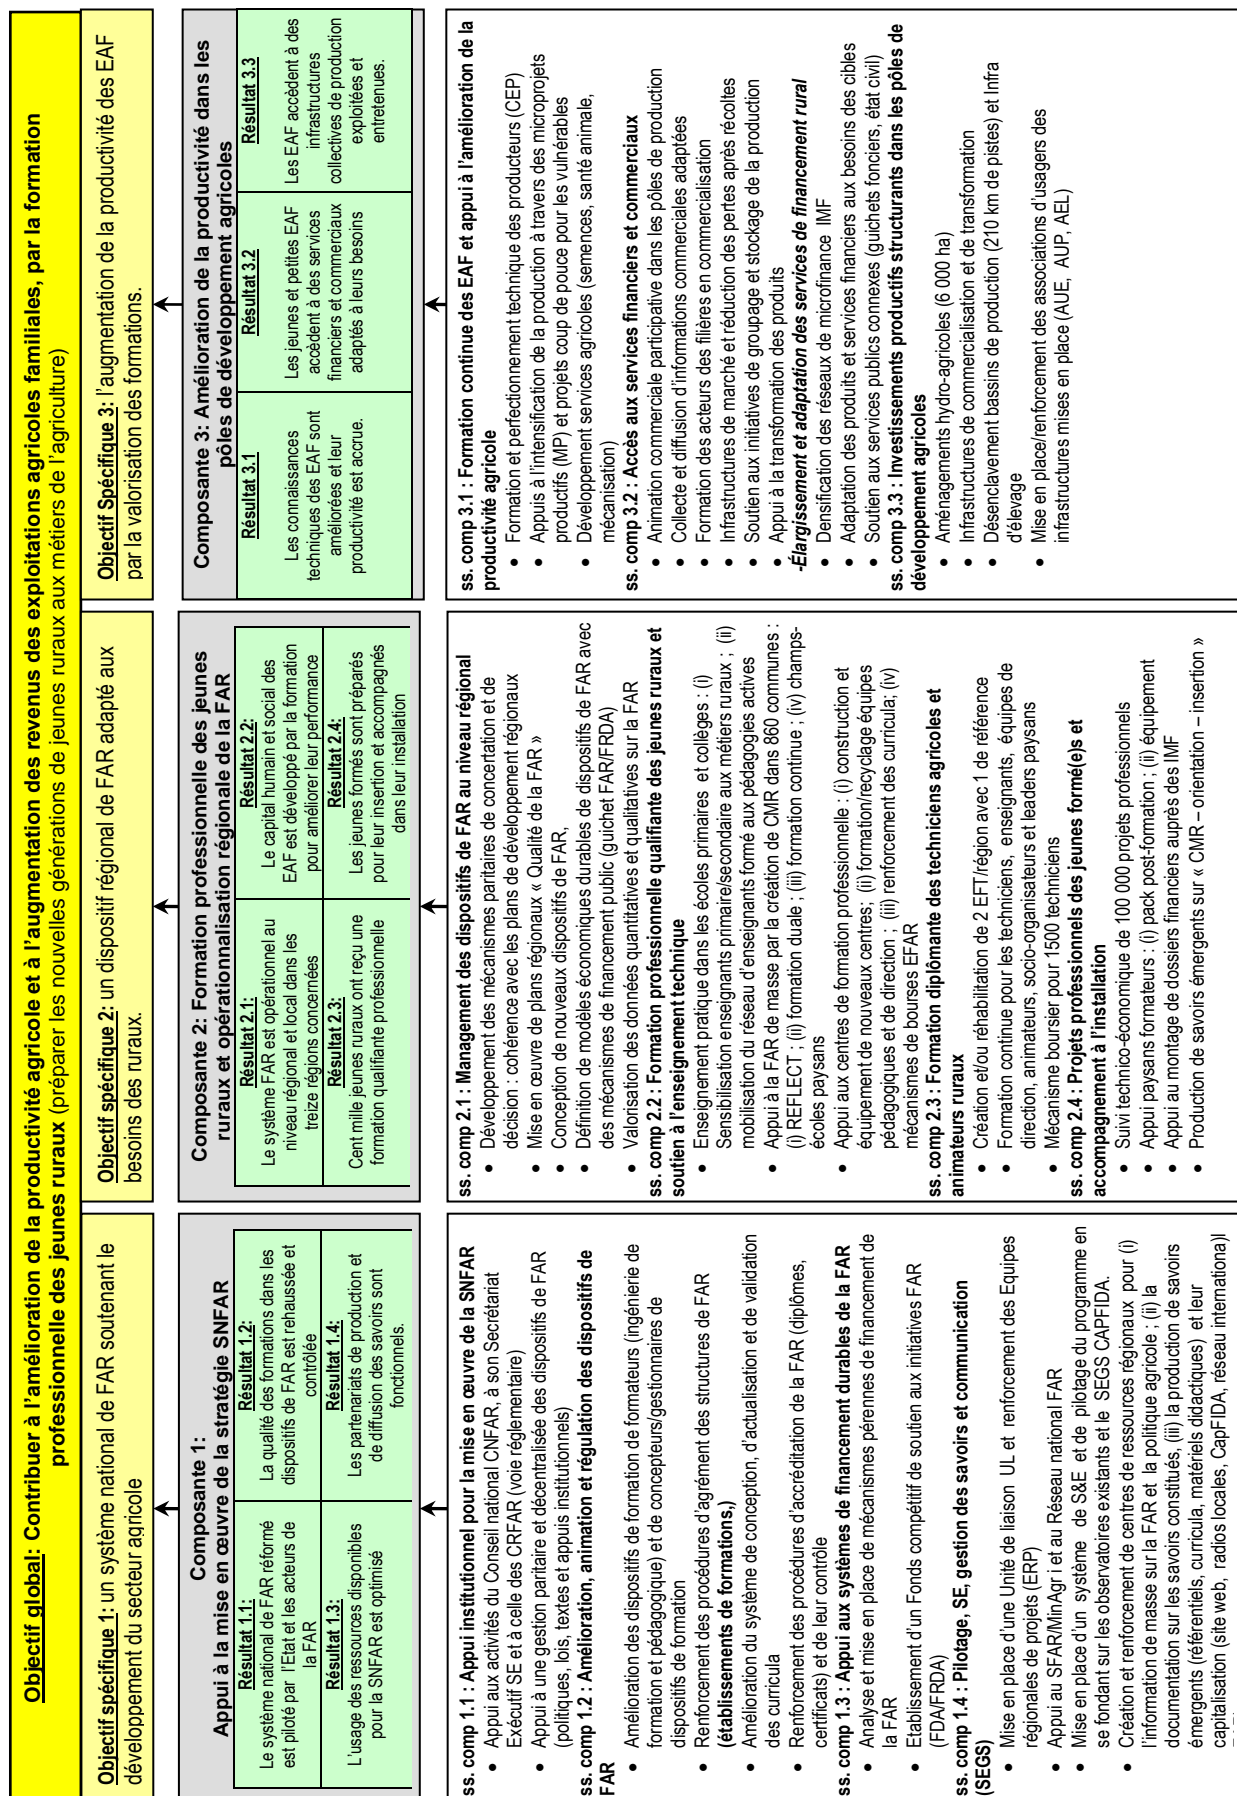 Objectif global: Contribuer à l'amélioration de la productivité agricole et à l'augmentation des revenus des exploitations agricoles familiales, par la formation
professionnelle des jeunes ruraux (préparer les nouvelles générations de jeunes ruraux aux métiers de l'agriculture)
Objectif spécifique 1: un système national de FAR soutenant le
développement du secteur agricole
Composante 1:
Appui à la mise en œuvre de la stratégie SNFAR
Résultat 1.1:
Le système national de FAR réformé
est piloté par l'Etat et les acteurs de
la FAR
Résultat 1.2:
La qualité des formations dans les
dispositifs de FAR est rehaussée et
contrôlée
Résultat 1.3:
L'usage des ressources disponibles
pour la SNFAR est optimisé
Résultat 1.4:
Les partenariats de production et
de diffusion des savoirs sont
fonctionnels.
ss. comp 1.1 : Appui institutionnel pour la mise en œuvre de la SNFAR
• Appui aux activités du Conseil national CNFAR, à son Secrétariat
Exécutif SE et à celle des CRFAR (voie réglementaire)
• Appui à une gestion paritaire et décentralisée des dispositifs de FAR
(politiques, lois, textes et appuis institutionnels)
ss. comp 1.2 : Amélioration, animation et régulation des dispositifs de
FAR
• Amélioration des dispositifs de formation de formateurs (ingénierie de
formation et pédagogique) et de concepteurs/gestionnaires de
dispositifs de formation
• Renforcement des procédures d'agrément des structures de FAR
(établissements de formations,)
• Amélioration du système de conception, d'actualisation et de validation
des curricula
• Renforcement des procédures d'accréditation de la FAR (diplômes,
certificats) et de leur contrôle
ss. comp 1.3 : Appui aux systèmes de financement durables de la FAR
• Analyse et mise en place de mécanismes pérennes de financement de
la FAR
• Etablissement d'un Fonds compétitif de soutien aux initiatives FAR
(FDA/FRDA)
ss. comp 1.4 : Pilotage, SE, gestion des savoirs et communication
(SEGS)
• Mise en place d'une Unité de liaison UL et renforcement des Equipes
régionales de projets (ERP)
• Appui au SFAR/MinAgr i et au Réseau national FAR
• Mise en place d'un système de S&E et de pilotage du programme en
se fondant sur les observatoires existants et le SEGS CAPFIDA.
• Création et renforcement de centres de ressources régionaux pour (i)
l'information de masse sur la FAR et la politique agricole ; (ii) la
documentation sur les savoirs constitués, (iii) la production de savoirs
émergents (référentiels, curricula, matériels didactiques) et leur
capitalisation (site web, radios locales, CapFIDA, réseau internationa)l
Objectif spécifique 2: un dispositif régional de FAR adapté aux
besoins des ruraux.
Composante 2: Formation professionnelle des jeunes
ruraux et opérationnalisation régionale de la FAR
Résultat 2.1:
Le système FAR est opérationnel au
niveau régional et local dans les
treize régions concernées
Résultat 2.2:
Le capital humain et social des
EAF est développé par la formation
pour améliorer leur performance
Résultat 2.3:
Cent mille jeunes ruraux ont reçu une
formation qualifiante professionnelle
Résultat 2.4:
Les jeunes formés sont préparés
pour leur insertion et accompagnés
dans leur installation
ss. comp 2.1 : Management des dispositifs de FAR au niveau régional
• Développement des mécanismes paritaires de concertation et de
décision : cohérence avec les plans de développement régionaux
• Mise en œuvre de plans régionaux « Qualité de la FAR »
• Conception de nouveaux dispositifs de FAR,
• Définition de modèles économiques durables de dispositifs de FAR avec
des mécanismes de financement public (guichet FAR/FRDA)
• Valorisation des données quantitatives et qualitatives sur la FAR
ss. comp 2.2 : Formation professionnelle qualifiante des jeunes ruraux et
soutien à l'enseignement technique
• Enseignement pratique dans les écoles primaires et collèges : (i)
Sensibilisation enseignants primaire/secondaire aux métiers ruraux ; (ii)
mobilisation du réseau d'enseignants formé aux pédagogies actives
• Appui à la FAR de masse par la création de CMR dans 860 communes :
(i) REFLECT ; (ii) formation duale ; (iii) formation continue ; (iv) champs-
écoles paysans
• Appui aux centres de formation professionnelle : (i) construction et
équipement de nouveaux centres; (ii) formation/recyclage équipes
pédagogiques et de direction ; (iii) renforcement des curricula; (iv)
mécanismes de bourses EFAR
ss. comp 2.3 : Formation diplômante des techniciens agricoles et
animateurs ruraux
• Création et/ou réhabilitation de 2 EFT/région avec 1 de référence
• Formation continue pour les techniciens, enseignants, équipes de
direction, animateurs, socio-organisateurs et leaders paysans
• Mécanisme boursier pour 1500 techniciens
ss. comp 2.4 : Projets professionnels des jeunes formé(e)s et
accompagnement à l'installation
• Suivi technico-économique de 100 000 projets professionnels
• Appui paysans formateurs : (i) pack post-formation ; (ii) équipement
• Appui au montage de dossiers financiers auprès des IMF
• Production de savoirs émergents sur « CMR – orientation – insertion »
Objectif Spécifique 3: l'augmentation de la productivité des EAF
par la valorisation des formations.
Composante 3: Amélioration de la productivité dans les
pôles de développement agricoles
Résultat 3.1
Les connaissances
techniques des EAF sont
améliorées et leur
productivité est accrue.
Résultat 3.2
Les jeunes et petites EAF
accèdent à des services
financiers et commerciaux
adaptés à leurs besoins
Résultat 3.3
Les EAF accèdent à des
infrastructures
collectives de production
exploitées et
entretenues.
ss. comp 3.1 : Formation continue des EAF et appui à l'amélioration de la
productivité agricole
• Formation et perfectionnement technique des producteurs (CEP)
• Appuis à l'intensification de la production à travers des microprojets
productifs (MP) et projets coup de pouce pour les vulnérables
• Développement services agricoles (semences, santé animale,
mécanisation)
ss. comp 3.2 : Accès aux services financiers et commerciaux
• Animation commerciale participative dans les pôles de production
• Collecte et diffusion d'informations commerciales adaptées
• Formation des acteurs des filières en commercialisation
• Infrastructures de marché et réduction des pertes après récoltes
• Soutien aux initiatives de groupage et stockage de la production
• Appui à la transformation des produits
-Élargissement et adaptation des services de financement rural
• Densification des réseaux de microfinance IMF
• Adaptation des produits et services financiers aux besoins des cibles
• Soutien aux services publics connexes (guichets fonciers, état civil)
ss. comp 3.3 : Investissements productifs structurants dans les pôles de
développement agricoles
• Aménagements hydro-agricoles (6 000 ha)
• Infrastructures de commercialisation et de transformation
• Désenclavement bassins de production (210 km de pistes) et Infra
d'élevage
• Mise en place/renforcement des associations d'usagers des
infrastructures mises en place (AUE, AUP, AEL)